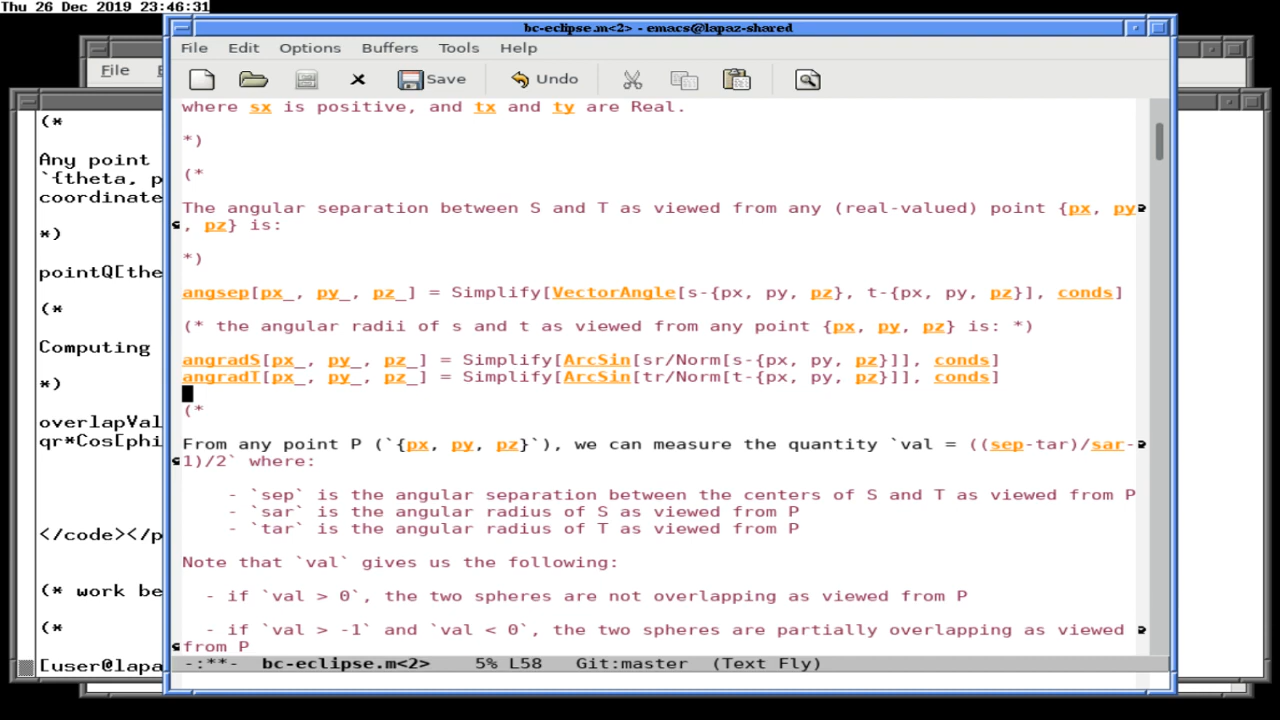 Thu 26 Dec 2019 23:46:31
bc-eclipse.m<2> - emacs@lapaz-shared
File Edit Options Buffers Tools Help
Save Undo
where sx is positive, and tx and ty are Real.
*)
(*
The angular separation between S and T as viewed from any (real-valued) point {px, py
, pz} is:
*)
angsep[px_, py_, pz_] = Simplify[VectorAngle[s-{px, py, pz}, t-{px, py, pz}], conds]
(* the angular radii of s and t as viewed from any point {px, py, pz} is: *)
angradS[px_, py_, pz_] = Simplify[ArcSin[sr/Norm[s-{px, py, pz}]], conds]
angradT[px_, py_, pz_] = Simplify[ArcSin[tr/Norm[t-{px, py, pz}]], conds]
(*
From any point P (`{px, py, pz}`), we can measure the quantity `val = ((sep-tar)/sar-
1)/2` where:
- `sep` is the angular separation between the centers of S and T as viewed from P
- `sar` is the angular radius of S as viewed from P
- `tar` is the angular radius of T as viewed from P
Note that `val` gives us the following:
- if `val > 0`, the two spheres are not overlapping as viewed from P
- if `val > -1` and `val < 0`, the two spheres are partially overlapping as viewed
from P
-:**- bc-eclipse.m<2> 5% L58 Git:master (Text Fly)
File
(*
Any point
`{theta, p
coordinate
*)
pointQ[the
(*
Computing
*)
overlapVal
qr*Cos[phi
</code></p
(* work be
(*
[user@lapa